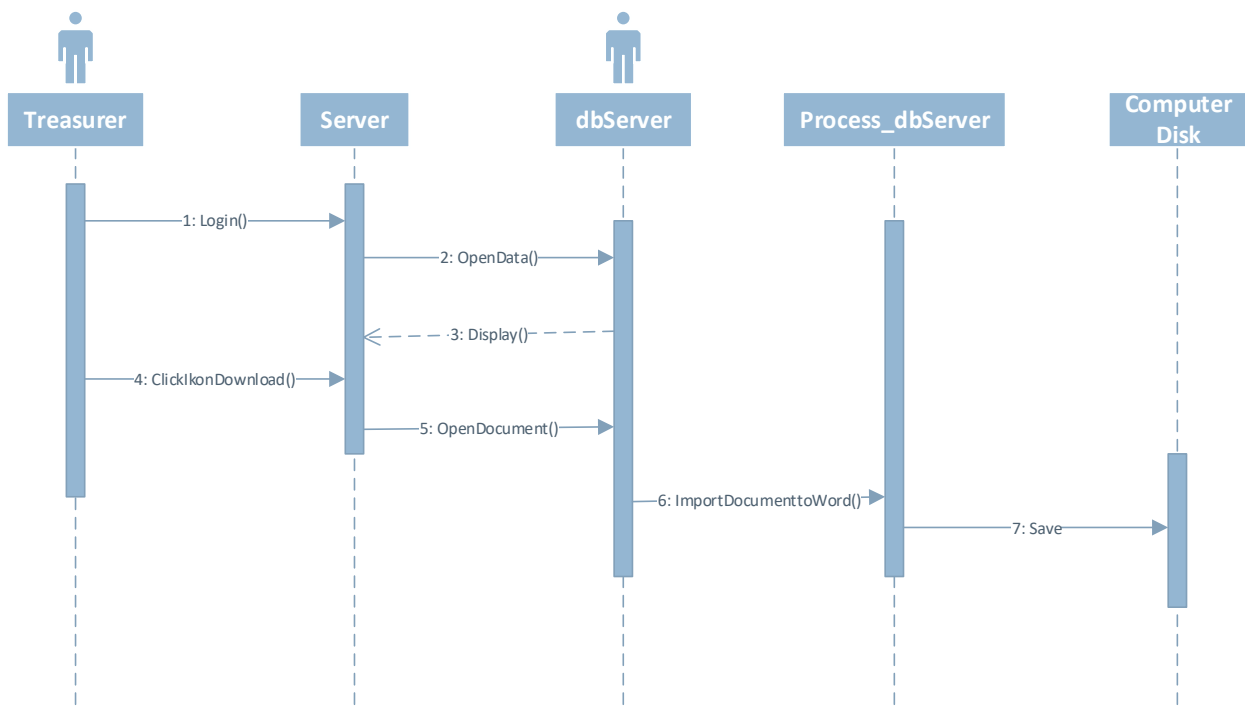 Treasurer
Server
dbServer
Process_dbServer
Computer
Disk
1: Login()
2: OpenData()
3: Display()
4: ClickIkonDownload()
5: OpenDocument()
6: ImportDocumenttoWord()
7: Save